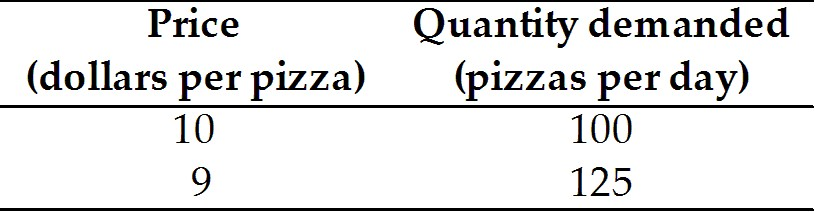 Price Quantity demanded
(dollars per pizza) (pizzas per day)
10 100
9 125